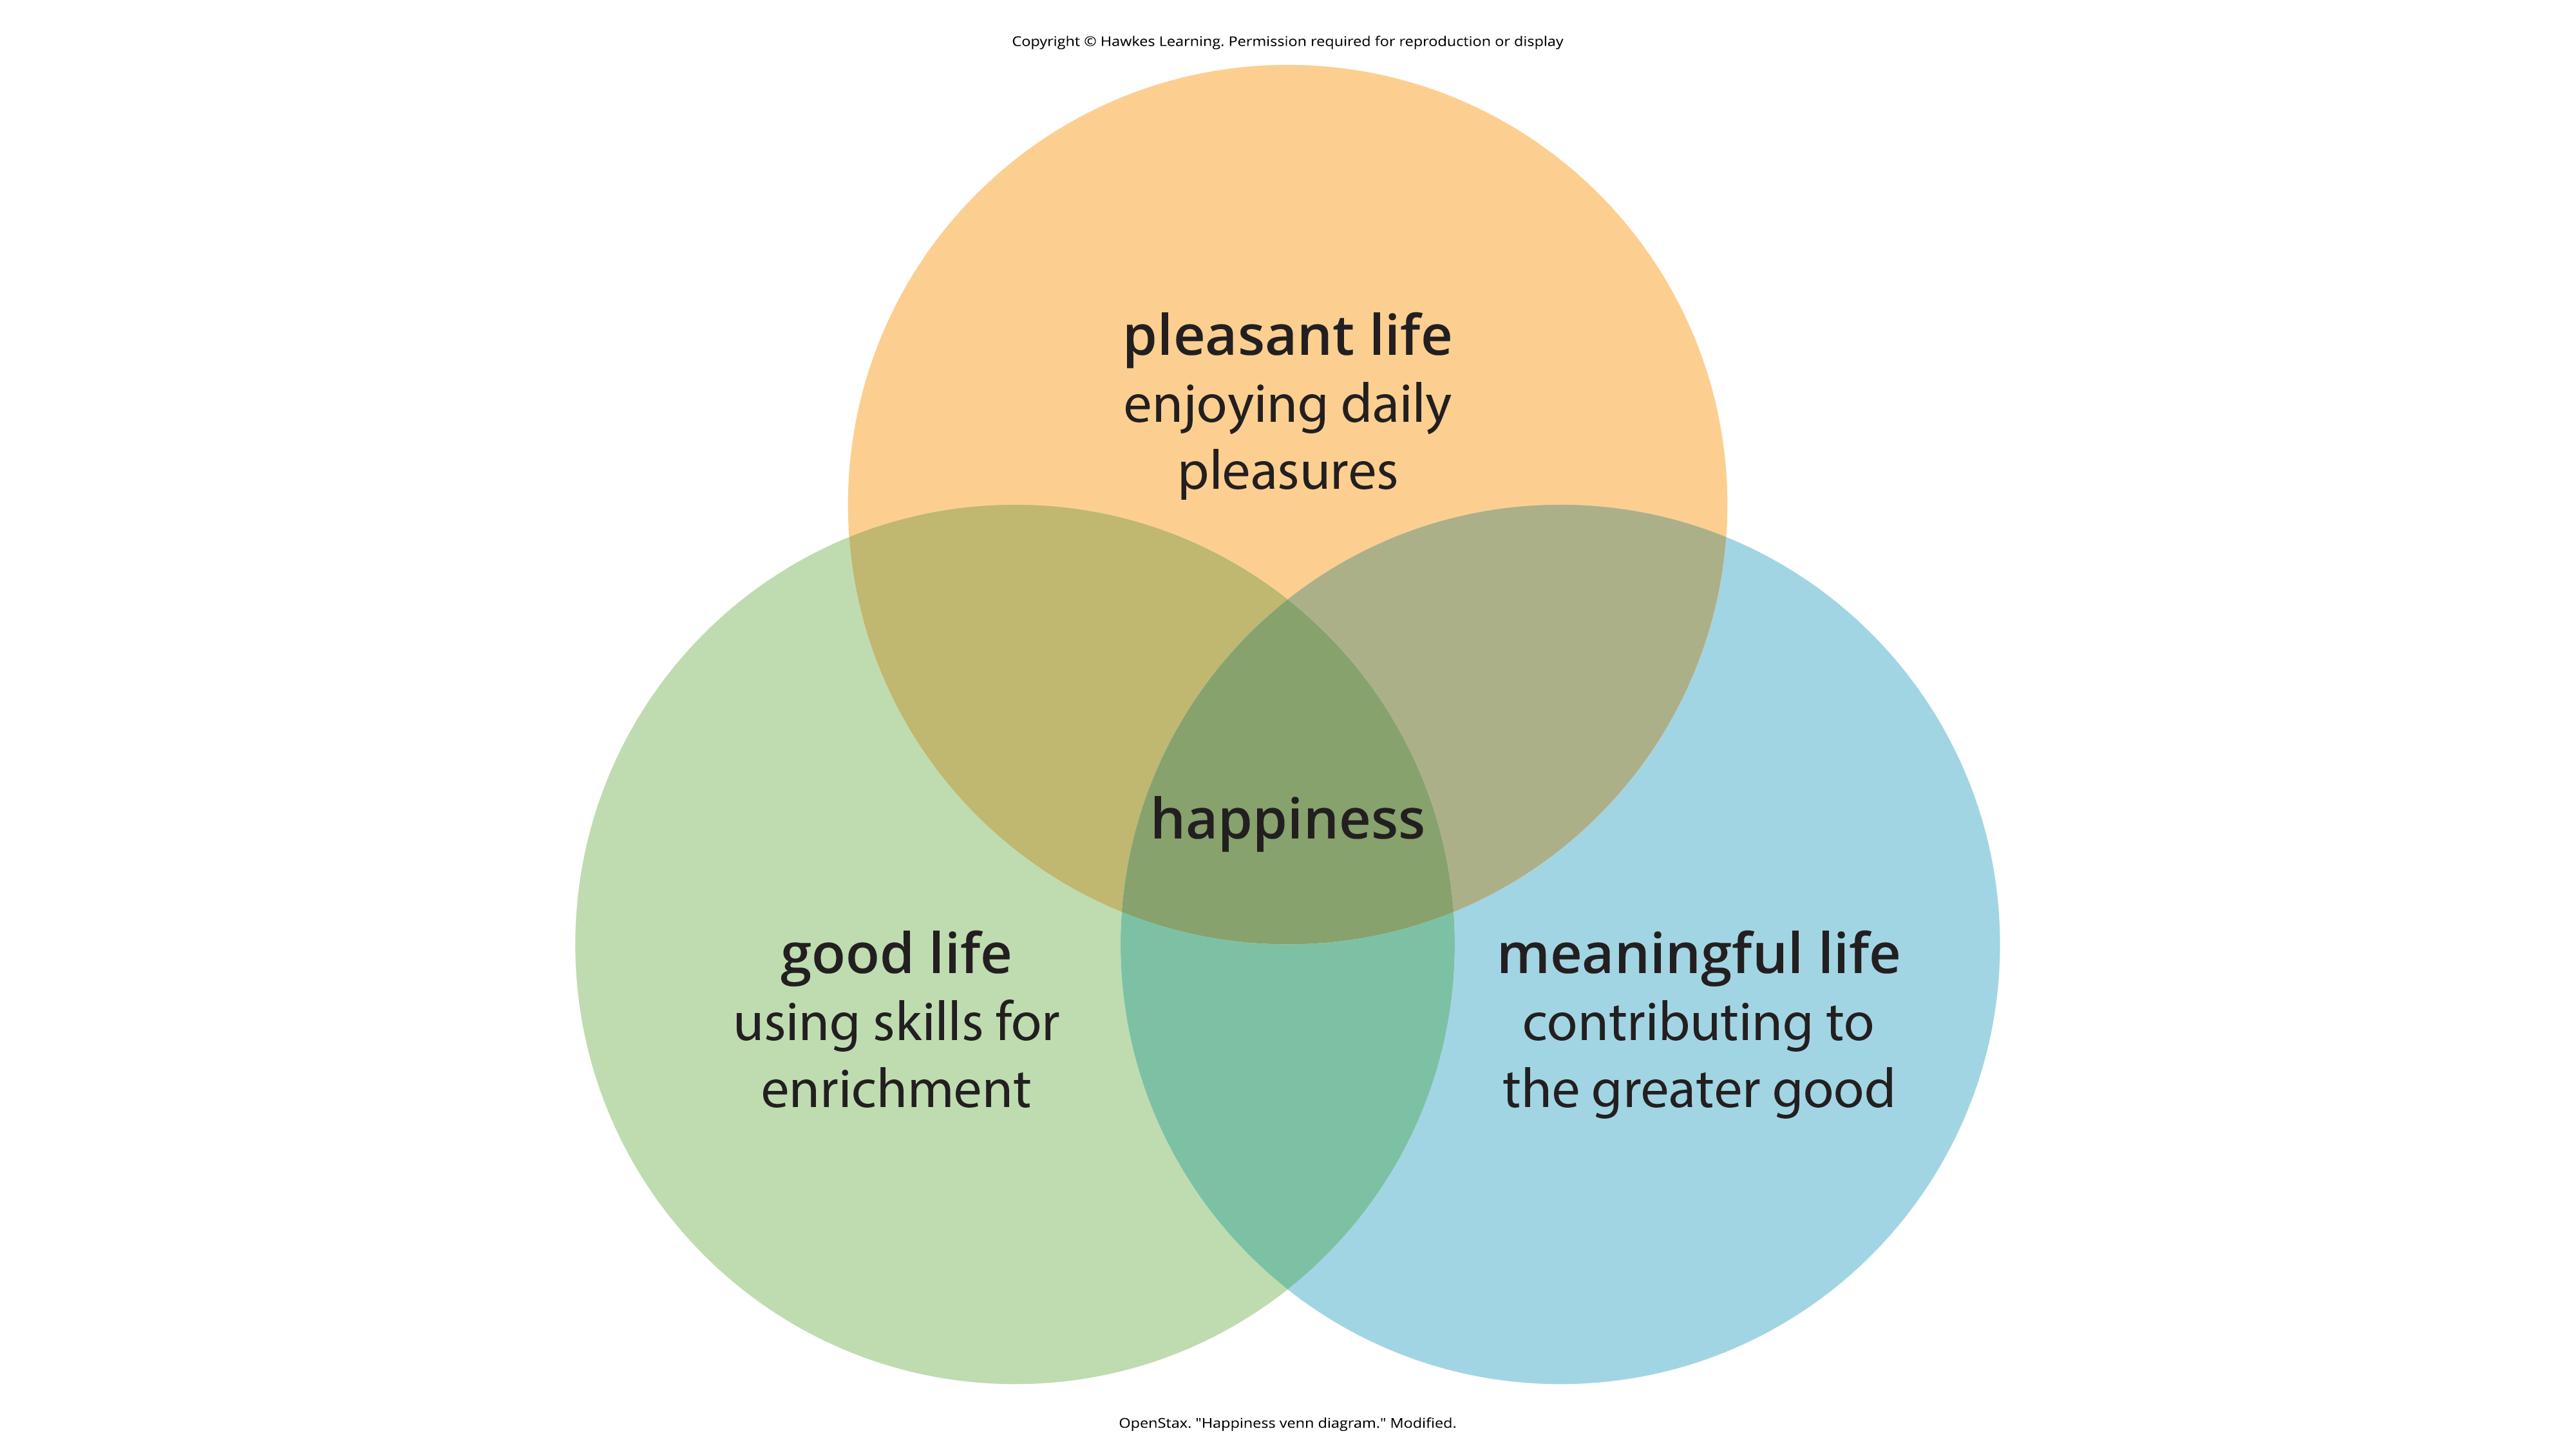 Copyright © Hawkes Learning. Permission required for reproduction or display
pleasant life
enjoying daily
pleasures
happiness
good life
using skills for
enrichment
meaningful life
contributing to
the greater good
OpenStax. "Happiness venn diagram." Modified.